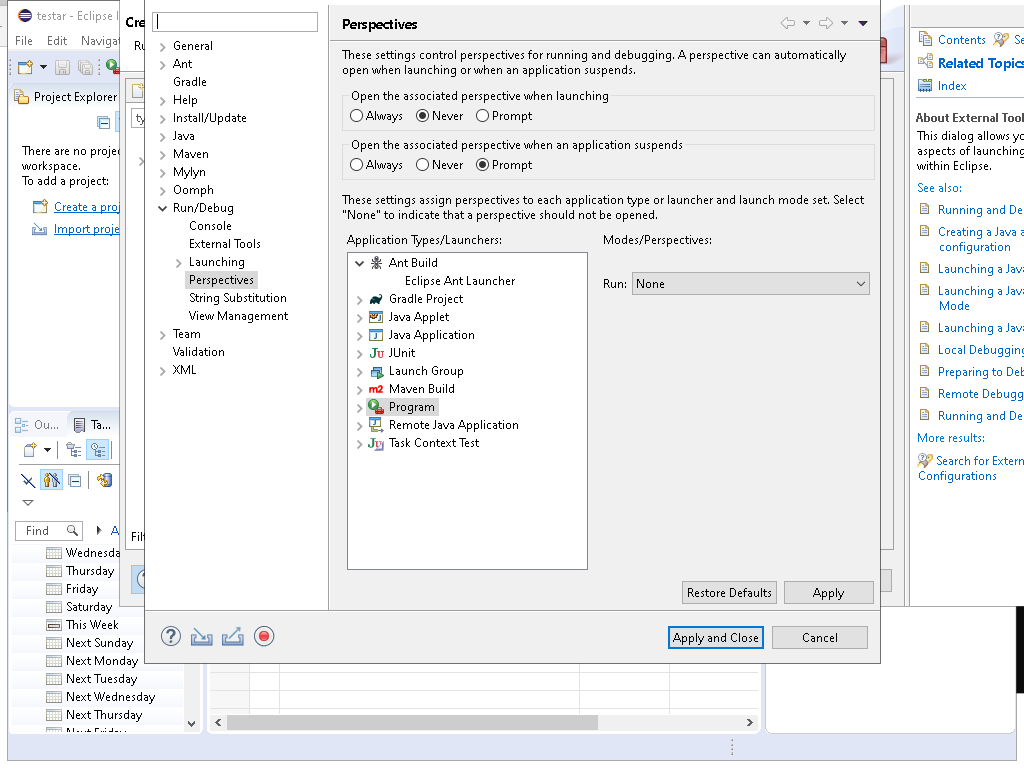 testar - Eclipse I
File Edit Navigat
Project Explorer
There are no projec
workspace.
To add a project:
Create a proj
Import proje
Ou...
Ta...
Find
A
Wednesda
Thursday
Friday
Saturday
This Week
Next Sunday
Next Monday
Next Tuesday
Next Wednesday
Next Thursday
Next Friday
Cre
Ru
ty
Filt
General
Ant
Gradle
Help
Install/Update
Java
Maven
Mylyn
Oomph
Run/Debug
Console
External Tools
Launching
Perspectives
String Substitution
View Management
Team
Validation
XML
Perspectives
These settings control perspectives for running and debugging. A perspective can automatically
open when launching or when an application suspends.
Open the associated perspective when launching
Always Never Prompt
Open the associated perspective when an application suspends
Always Never Prompt
These settings assign perspectives to each application type or launcher and launch mode set. Select
"None" to indicate that a perspective should not be opened.
Application Types/Launchers:
Ant Build
Eclipse Ant Launcher
Gradle Project
Java Applet
Java Application
JUnit
Launch Group
Maven Build
Program
Remote Java Application
Task Context Test
Modes/Perspectives:
Run: None
Restore Defaults Apply
Apply and Close Cancel
Contents Se
Related Topics
Index
About External Tool
This dialog allows yo
aspects of launching
within Eclipse.
See also:
Running and De
Creating a Java a
configuration
Launching a Java
Launching a Java
Mode
Launching a Java
Local Debugging
Preparing to Deb
Remote Debugg
Running and De
More results:
Search for Extern
Configurations